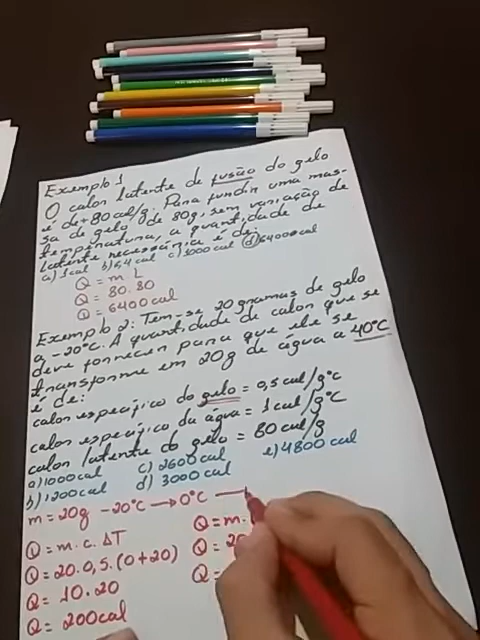 Exemplo 1
O calor latente de fusão do gelo
é de +80 cal/g. Para fundir uma mas-
sa de gelo de 80g, sem variação de
temperatura, a quantidade de
latente necessária é de:
a) 1 cal b) 6,4 cal c) 1000 cal d) 6400 cal
Q = m.L
Q = 80.80
Q = 6400 cal
Exemplo 2: Tem-se 20 gramas de gelo
a -20°C. A quantidade de calor que se
deve fornecer para que ele se
transforme em 20g de água a 40°C
é de:
calor específico do gelo = 0,5 cal/g°C
calor específico da água = 1 cal/g°C
calor latente do gelo = 80 cal/g
a) 1000 cal c) 2600 cal e) 4800 cal
b) 1200 cal d) 3000 cal
m = 20g -20°C → 0°C
Q = m.c.ΔT
Q = 20.0,5.(0+20)
Q = 10.20
Q = 200 cal
Q = m.
Q = 20
Q =